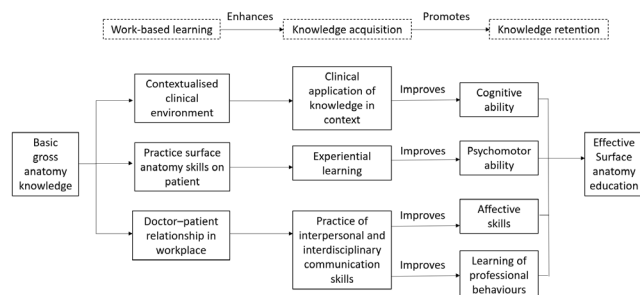 Enhances
Promotes
Work-based learning
Knowledge acquisition
Knowledge retention
Basic
gross
anatomy
knowledge
Contextualised
clinical
environment
Clinical
application of
knowledge in
context
Improves
Cognitive
ability
Practice surface
anatomy skills on
patient
Experiential
learning
Improves
Psychomotor
ability
Doctor–patient
relationship in
workplace
Practice of
interpersonal and
interdisciplinary
communication
skills
Improves
Affective
skills
Improves
Learning of
professional
behaviours
Effective
Surface
anatomy
education